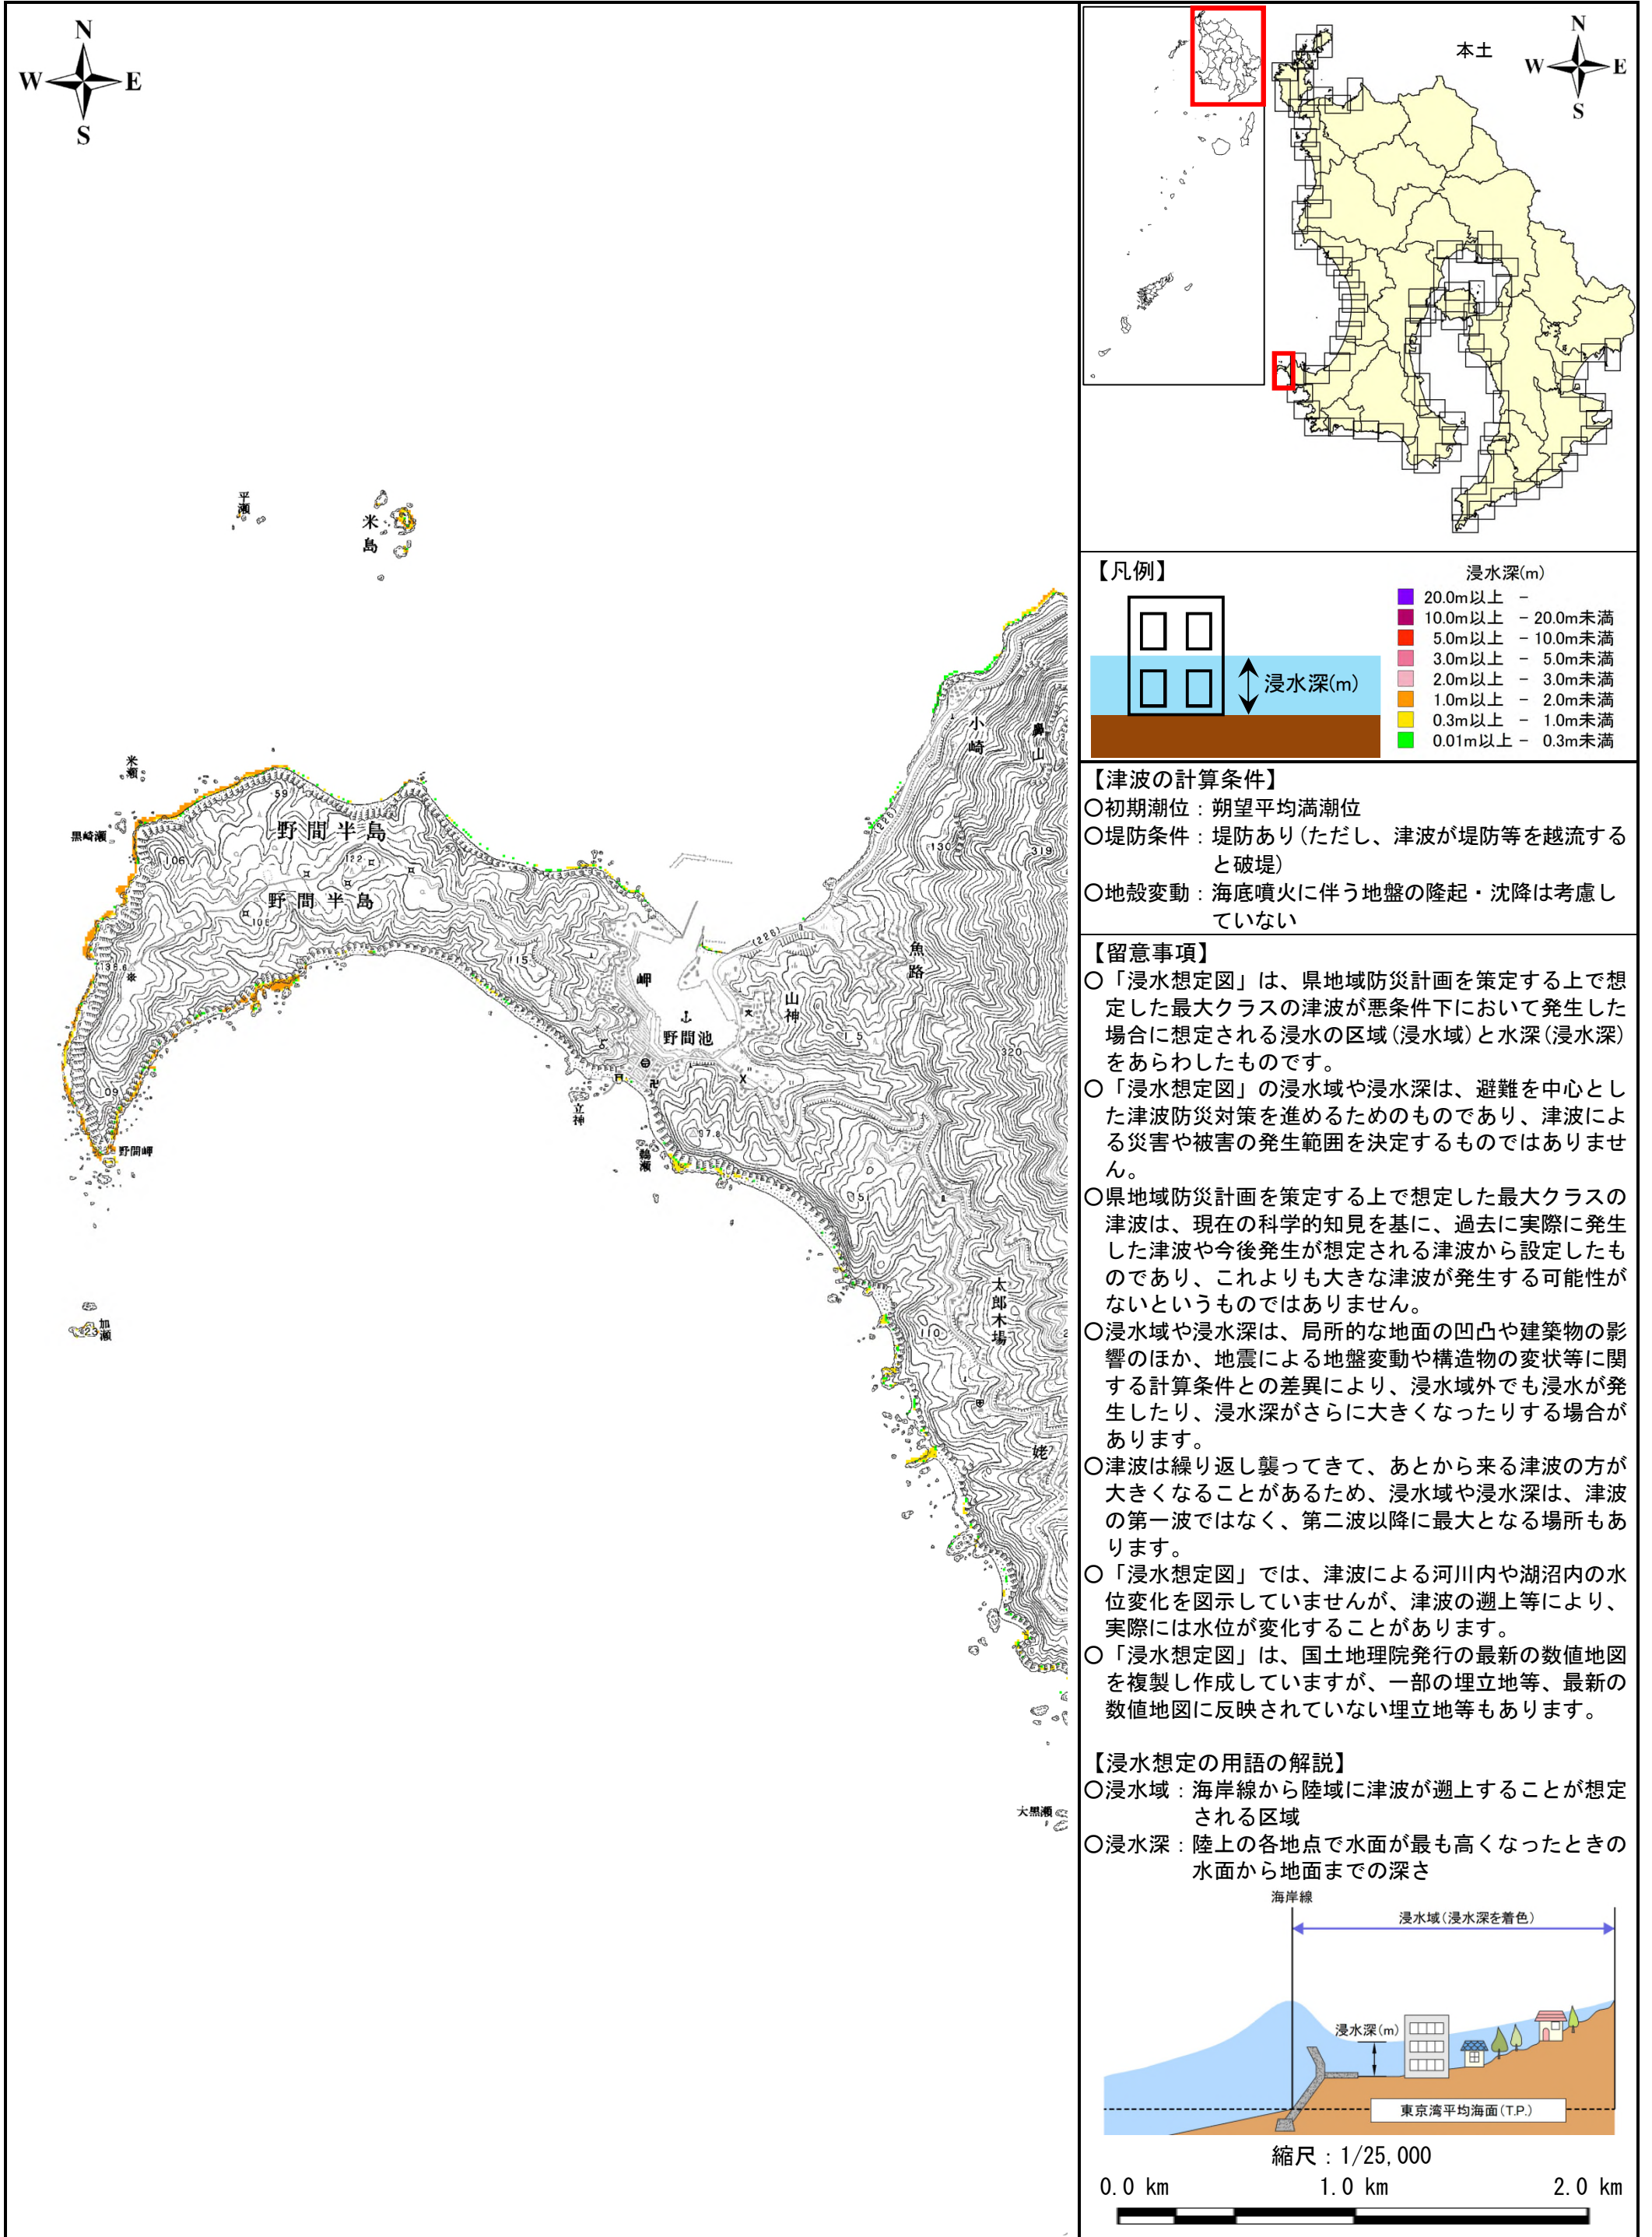 N
W E
S
平瀬
米島
米瀬
黒崎瀬
59
野間半島
106
122
野間半島
108
115
136.6
109
野間岬
加瀬
23
小崎
鼻山
(226)
130
319
(226)
魚路
岬
山神
野間池
320
立神
鵜瀬
97.8
太郎木場
110
姥
大黒瀬
本土
N
W E
S
【凡例】
浸水深(m)
浸水深(m)
20.0m以上 －
10.0m以上 － 20.0m未満
5.0m以上 － 10.0m未満
3.0m以上 － 5.0m未満
2.0m以上 － 3.0m未満
1.0m以上 － 2.0m未満
0.3m以上 － 1.0m未満
0.01m以上 － 0.3m未満
【津波の計算条件】
○初期潮位：朔望平均満潮位
○堤防条件：堤防あり(ただし、津波が堤防等を越流する
と破堤)
○地殻変動：海底噴火に伴う地盤の隆起・沈降は考慮し
ていない
【留意事項】
○「浸水想定図」は、県地域防災計画を策定する上で想
定した最大クラスの津波が悪条件下において発生した
場合に想定される浸水の区域(浸水域)と水深(浸水深)
をあらわしたものです。
○「浸水想定図」の浸水域や浸水深は、避難を中心とし
た津波防災対策を進めるためのものであり、津波によ
る災害や被害の発生範囲を決定するものではありませ
ん。
○県地域防災計画を策定する上で想定した最大クラスの
津波は、現在の科学的知見を基に、過去に実際に発生
した津波や今後発生が想定される津波から設定したも
のであり、これよりも大きな津波が発生する可能性が
ないというものではありません。
○浸水域や浸水深は、局所的な地面の凹凸や建築物の影
響のほか、地震による地盤変動や構造物の変状等に関
する計算条件との差異により、浸水域外でも浸水が発
生したり、浸水深がさらに大きくなったりする場合が
あります。
○津波は繰り返し襲ってきて、あとから来る津波の方が
大きくなることがあるため、浸水域や浸水深は、津波
の第一波ではなく、第二波以降に最大となる場所もあ
ります。
○「浸水想定図」では、津波による河川内や湖沼内の水
位変化を図示していませんが、津波の遡上等により、
実際には水位が変化することがあります。
○「浸水想定図」は、国土地理院発行の最新の数値地図
を複製し作成していますが、一部の埋立地等、最新の
数値地図に反映されていない埋立地等もあります。
【浸水想定の用語の解説】
○浸水域：海岸線から陸域に津波が遡上することが想定
される区域
○浸水深：陸上の各地点で水面が最も高くなったときの
水面から地面までの深さ
海岸線
浸水域(浸水深を着色)
浸水深(m)
東京湾平均海面(T.P.)
縮尺：1/25,000
0.0 km 1.0 km 2.0 km